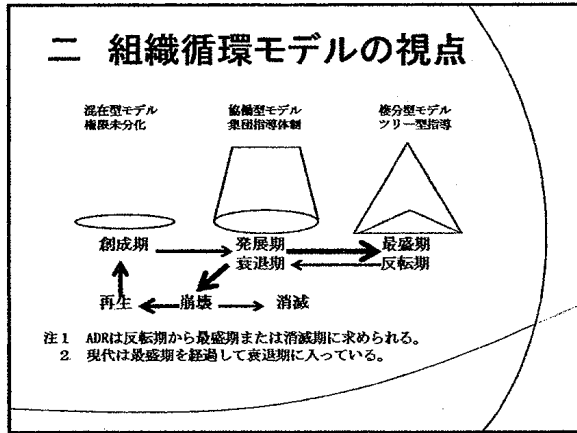 二 組織循環モデルの視点
混在型モデル
権限未分化
協働型モデル
集団指導体制
棲分型モデル
ツリー型指導
創成期
発展期
最盛期
衰退期
反転期
再生
崩壊
消滅
注1 ADRは反転期から最盛期または消滅期に求められる。
2 現代は最盛期を経過して衰退期に入っている。